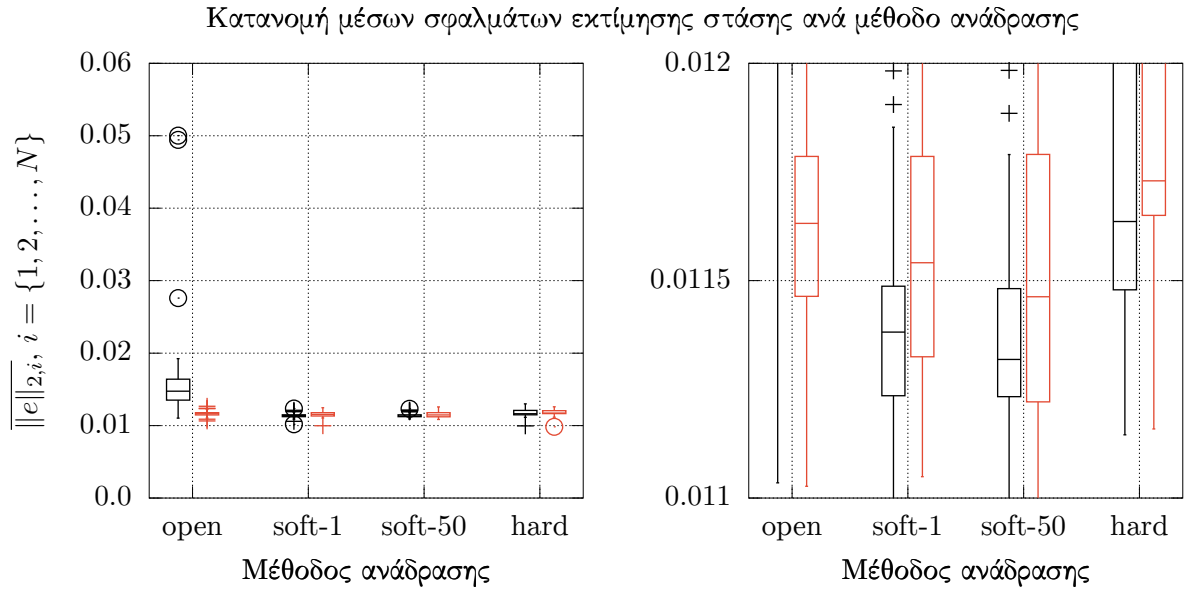 Κατανομή μέσων σφαλμάτων εκτίμησης στάσης ανά μέθοδο ανάδρασης
‖e‖₂,ᵢ, i = {1, 2, . . . , N}
0.06
0.05
0.04
0.03
0.02
0.01
0.0
open soft-1 soft-50 hard
Μέθοδος ανάδρασης
0.012
0.0115
0.011
open soft-1 soft-50 hard
Μέθοδος ανάδρασης